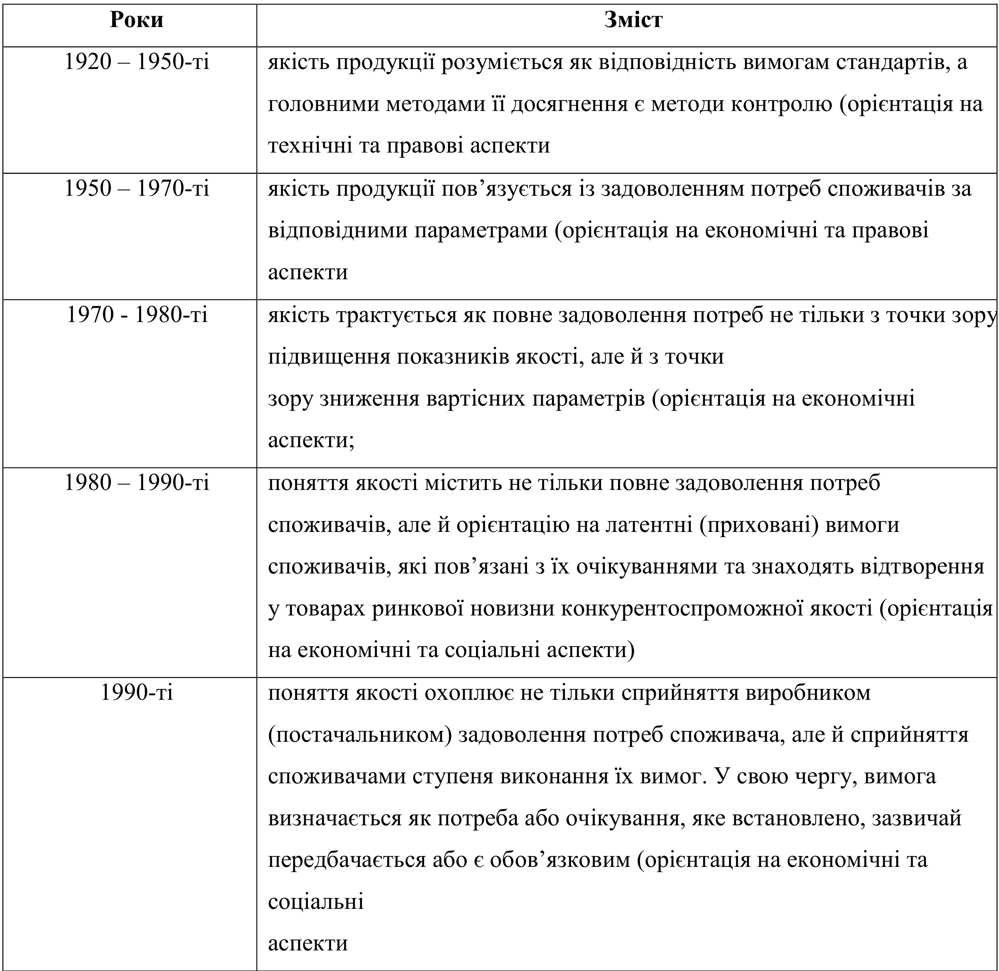 Роки
Зміст
1920 – 1950-ті
якість продукції розуміється як відповідність вимогам стандартів, а
головними методами її досягнення є методи контролю (орієнтація на
технічні та правові аспекти
1950 – 1970-ті
якість продукції пов’язується із задоволенням потреб споживачів за
відповідними параметрами (орієнтація на економічні та правові
аспекти
1970 - 1980-ті
якість трактується як повне задоволення потреб не тільки з точки зору
підвищення показників якості, але й з точки
зору зниження вартісних параметрів (орієнтація на економічні
аспекти;
1980 – 1990-ті
поняття якості містить не тільки повне задоволення потреб
споживачів, але й орієнтацію на латентні (приховані) вимоги
споживачів, які пов’язані з їх очікуваннями та знаходять відтворення
у товарах ринкової новизни конкурентоспроможної якості (орієнтація
на економічні та соціальні аспекти)
1990-ті
поняття якості охоплює не тільки сприйняття виробником
(постачальником) задоволення потреб споживача, але й сприйняття
споживачами ступеня виконання їх вимог. У свою чергу, вимога
визначається як потреба або очікування, яке встановлено, зазвичай
передбачається або є обов’язковим (орієнтація на економічні та
соціальні
аспекти